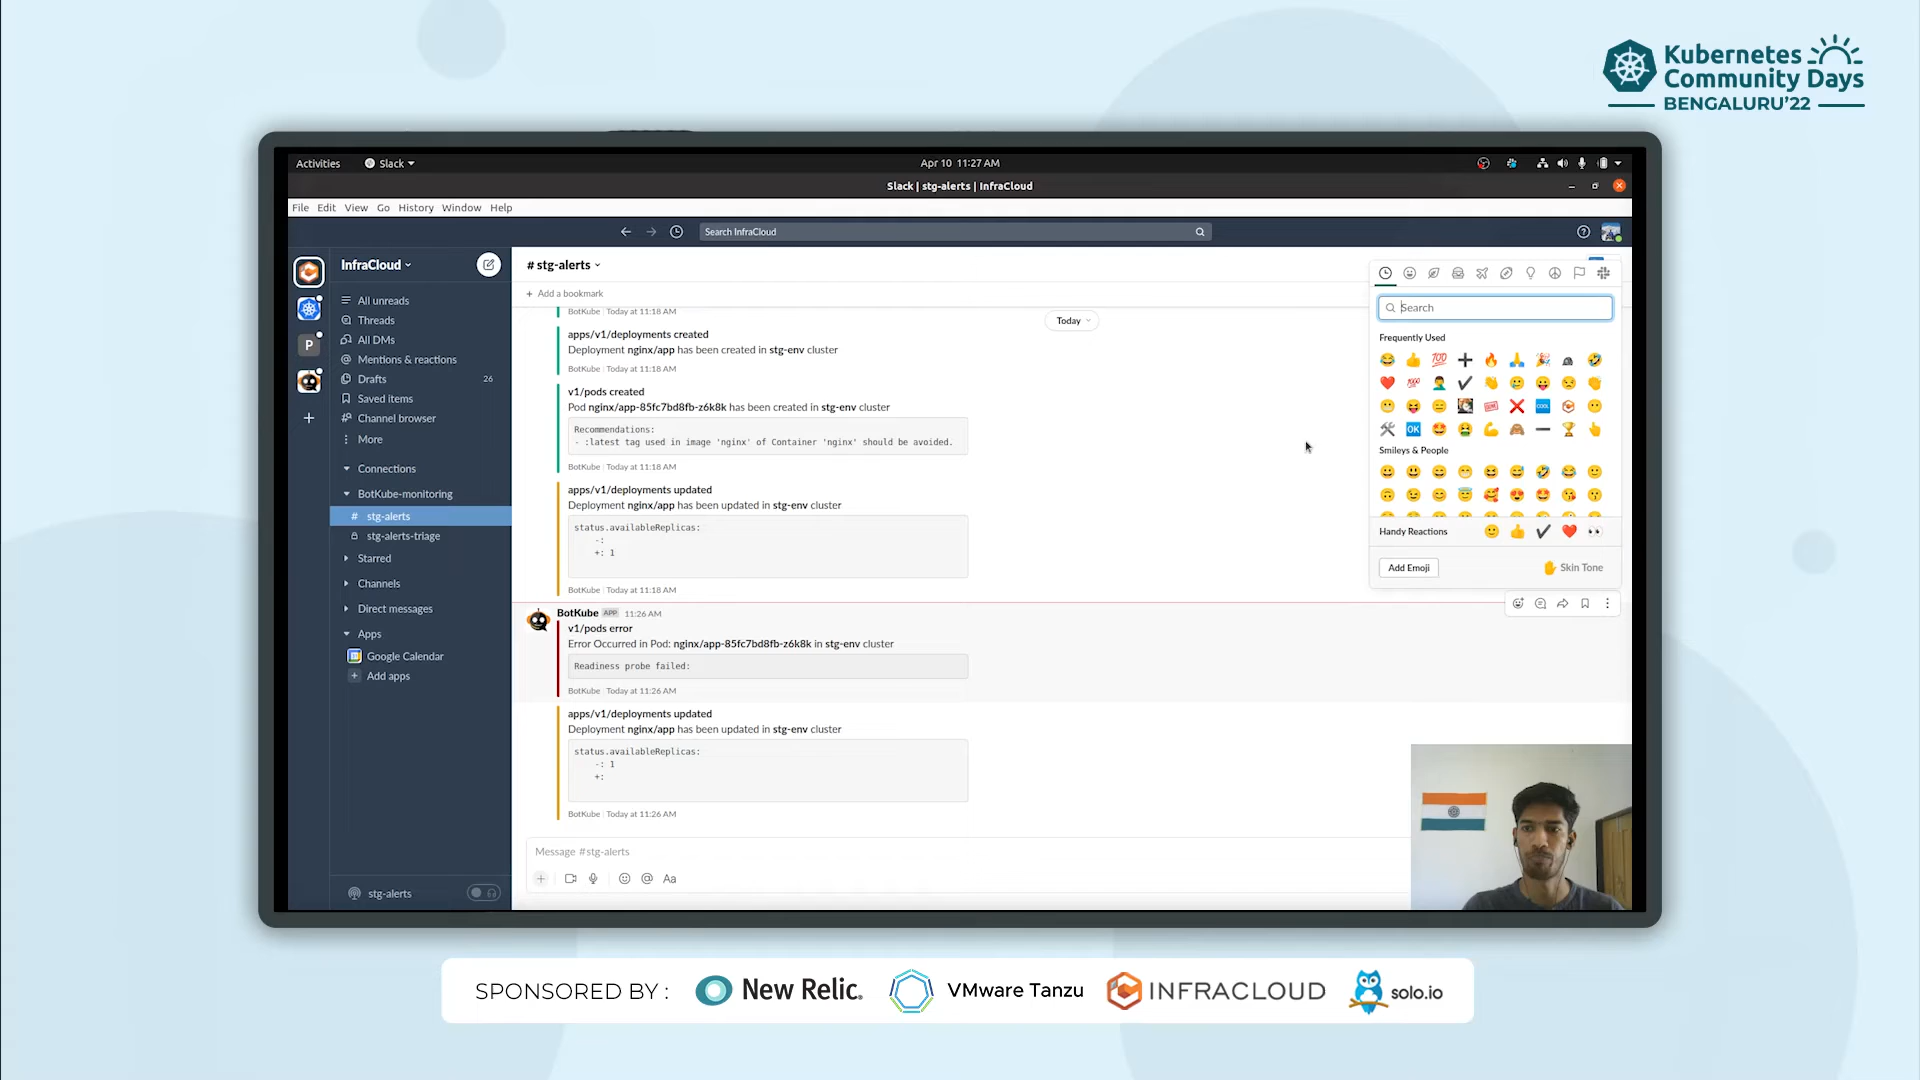 Kubernetes
Community Days
BENGALURU'22
Activities
Slack
Apr 10 11:27 AM
Slack | stg-alerts | InfraCloud
File Edit View Go History Window Help
Search InfraCloud
InfraCloud
# stg-alerts
+ Add a bookmark
P
All unreads
Threads
All DMs
Mentions & reactions
Drafts 26
Saved items
Channel browser
More
Connections
BotKube-monitoring
# stg-alerts
stg-alerts-triage
Starred
Channels
Direct messages
Apps
Google Calendar
+ Add apps
stg-alerts
Today
BotKube | Today at 11:18 AM
apps/v1/deployments created
Deployment nginx/app has been created in stg-env cluster
BotKube | Today at 11:18 AM
v1/pods created
Pod nginx/app-85fc7bd8fb-z6k8k has been created in stg-env cluster
Recommendations:
- :latest tag used in image 'nginx' of Container 'nginx' should be avoided.
BotKube | Today at 11:18 AM
apps/v1/deployments updated
Deployment nginx/app has been updated in stg-env cluster
status.availableReplicas:
-:
+: 1
BotKube | Today at 11:18 AM
BotKube APP 11:26 AM
v1/pods error
Error Occurred in Pod: nginx/app-85fc7bd8fb-z6k8k in stg-env cluster
Readiness probe failed:
BotKube | Today at 11:26 AM
apps/v1/deployments updated
Deployment nginx/app has been updated in stg-env cluster
status.availableReplicas:
-: 1
+:
BotKube | Today at 11:26 AM
Message #stg-alerts
+ @ Aa
Search
Frequently Used
Smileys & People
Handy Reactions
Add Emoji
Skin Tone
SPONSORED BY :
New Relic.
VMware Tanzu
INFRACLOUD
solo.io